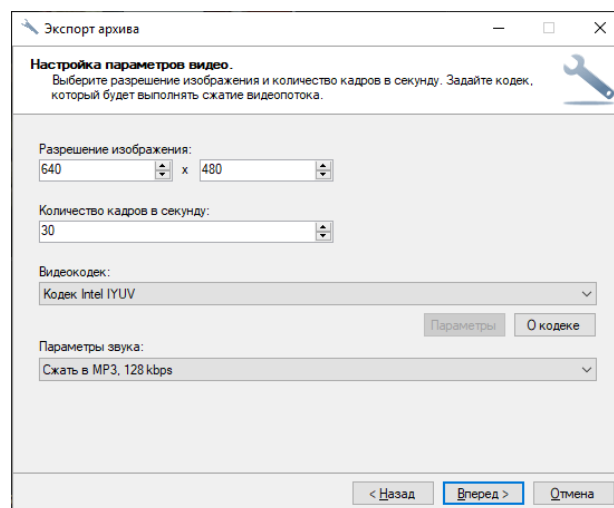 Экспорт архива
Настройка параметров видео.
Выберите разрешение изображения и количество кадров в секунду. Задайте кодек,
который будет выполнять сжатие видеопотока.
Разрешение изображения:
640 x 480
Количество кадров в секунду:
30
Видеокодек:
Кодек Intel IYUV
Параметры О кодеке
Параметры звука:
Сжать в MP3, 128 kbps
< Назад Вперед > Отмена